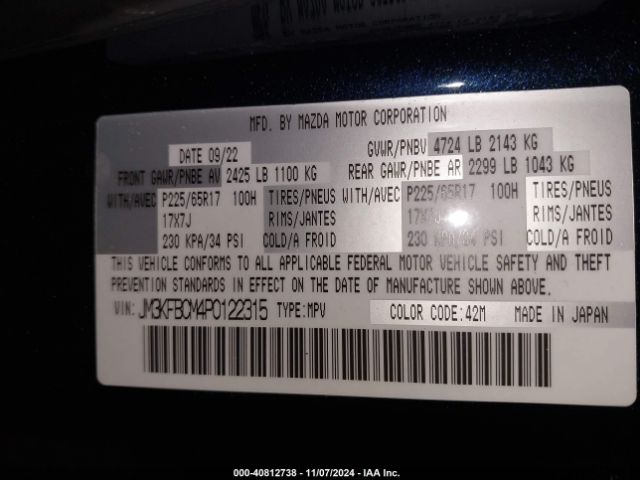 MFD. BY MAZDA MOTOR CORPORATION
DATE 09/22
GVWR/PNBV 4724 LB 2143 KG
FRONT GAWR/PNBE AV 2425 LB 1100 KG
REAR GAWR/PNBE AR 2299 LB 1043 KG
WITH/AVEC P225/65R17 100H TIRES/PNEUS WITH/AVEC P225/65R17 100H TIRES/PNEUS
17X7J RIMS/JANTES 17X7J RIMS/JANTES
230 KPA/34 PSI COLD/A FROID 230 KPA/34 PSI COLD/A FROID
THIS VEHICLE CONFORMS TO ALL APPLICABLE FEDERAL MOTOR VEHICLE SAFETY AND THEFT
PREVENTION STANDARDS IN EFFECT ON THE DATE OF MANUFACTURE SHOWN ABOVE.
VIN: JM3KFBCM4P0122315 TYPE:MPV COLOR CODE:42M MADE IN JAPAN
000-40812738 - 11/07/2024 - IAA Inc.